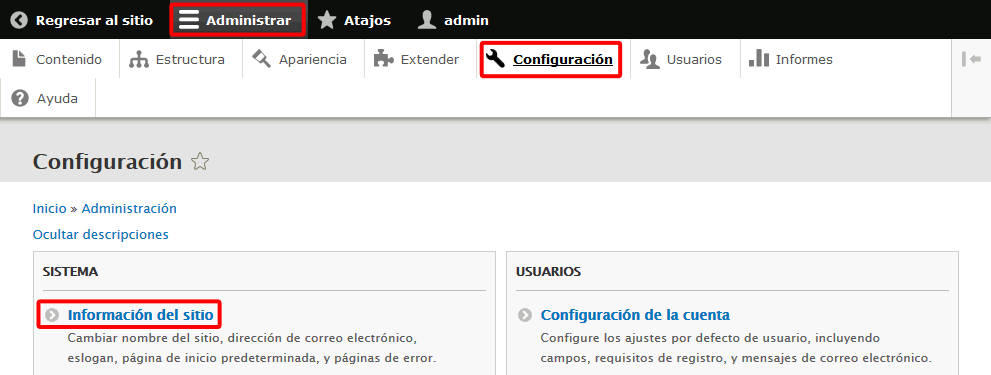 Regresar al sitio Administrar Atajos admin
Contenido Estructura Apariencia Extender Configuración Usuarios Informes
Ayuda
Configuración
Inicio » Administración
Ocultar descripciones
SISTEMA
Información del sitio
Cambiar nombre del sitio, dirección de correo electrónico,
eslogan, página de inicio predeterminada, y páginas de error.
USUARIOS
Configuración de la cuenta
Configure los ajustes por defecto de usuario, incluyendo
campos, requisitos de registro, y mensajes de correo electrónico.